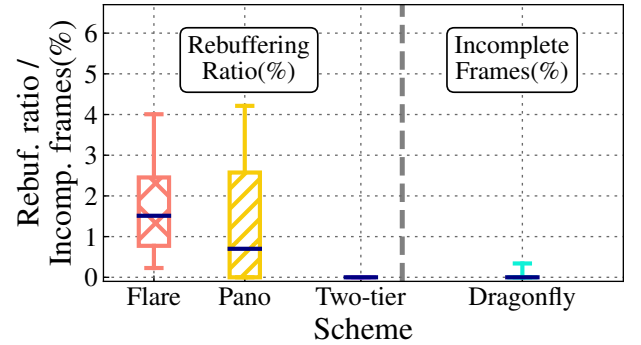 Rebuf. ratio /
Incomp. frames(%)
6
5
4
3
2
1
0
Rebuffering
Ratio(%)
Incomplete
Frames(%)
Flare
Pano
Two-tier
Dragonfly
Scheme